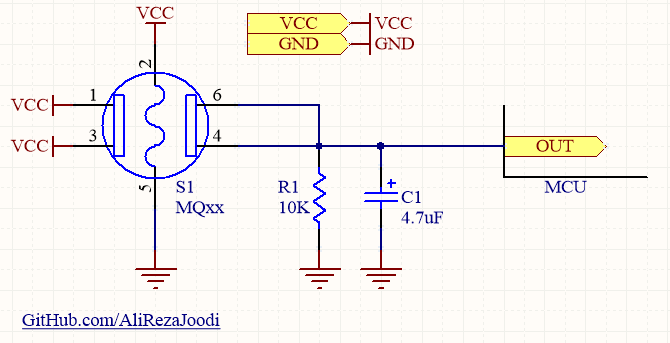 VCC
VCC VCC
GND GND
2
VCC 1 6
VCC 3 4
OUT
5
S1
MQxx
R1
10K
+
C1
4.7uF
MCU
GitHub.com/AliRezaJoodi